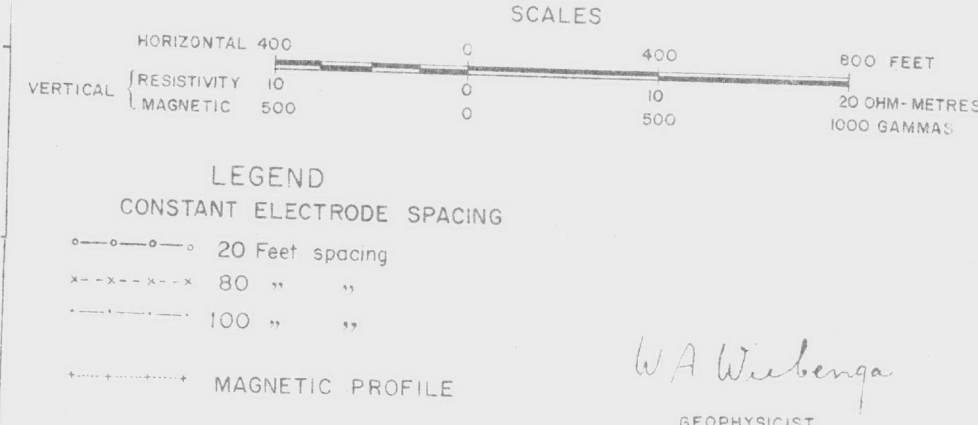 SCALES
HORIZONTAL 400 0 400 800 FEET
VERTICAL { RESISTIVITY 10 0 10 20 OHM-METRES
MAGNETIC 500 0 500 1000 GAMMAS
LEGEND
CONSTANT ELECTRODE SPACING
20 Feet spacing
80 " "
100 " "
MAGNETIC PROFILE
W A Wiebenga
GEOPHYSICIST